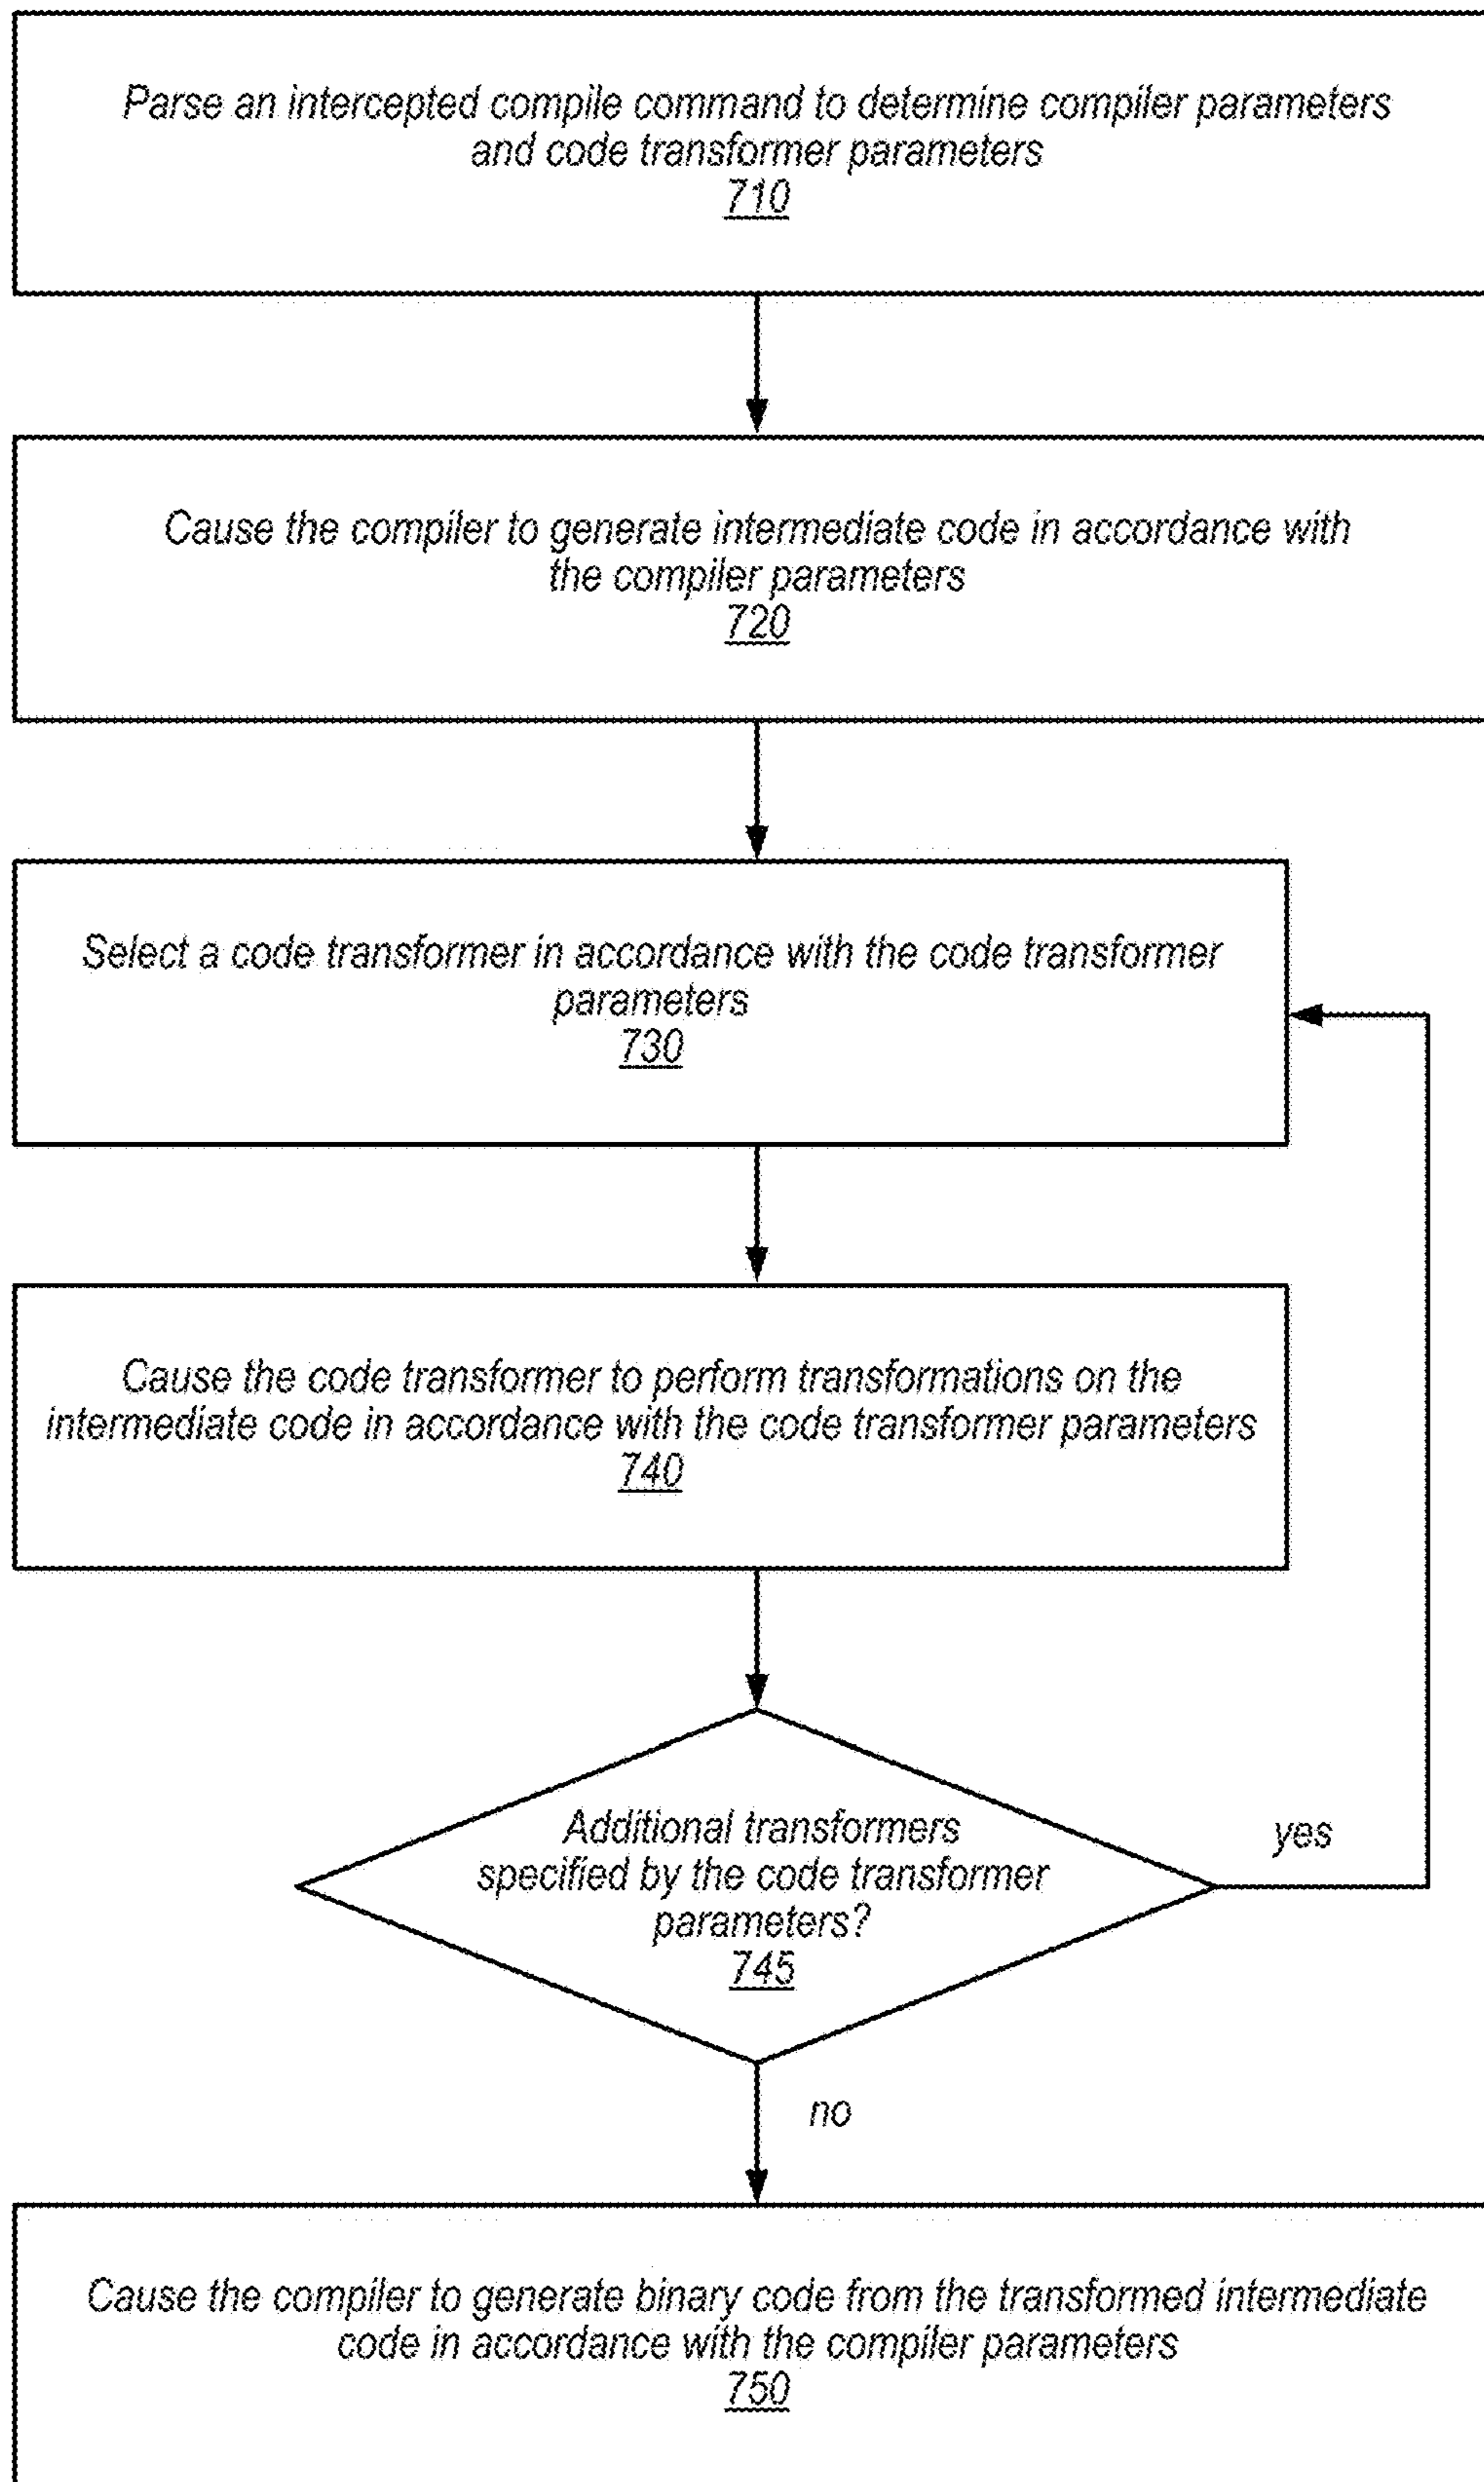 Parse an intercepted compile command to determine compiler parameters
and code transformer parameters
710
Cause the compiler to generate intermediate code in accordance with
the compiler parameters
720
Select a code transformer in accordance with the code transformer
parameters
730
Cause the code transformer to perform transformations on the
intermediate code in accordance with the code transformer parameters
740
Additional transformers
specified by the code transformer
parameters?
745
yes
no
Cause the compiler to generate binary code from the transformed intermediate
code in accordance with the compiler parameters
750